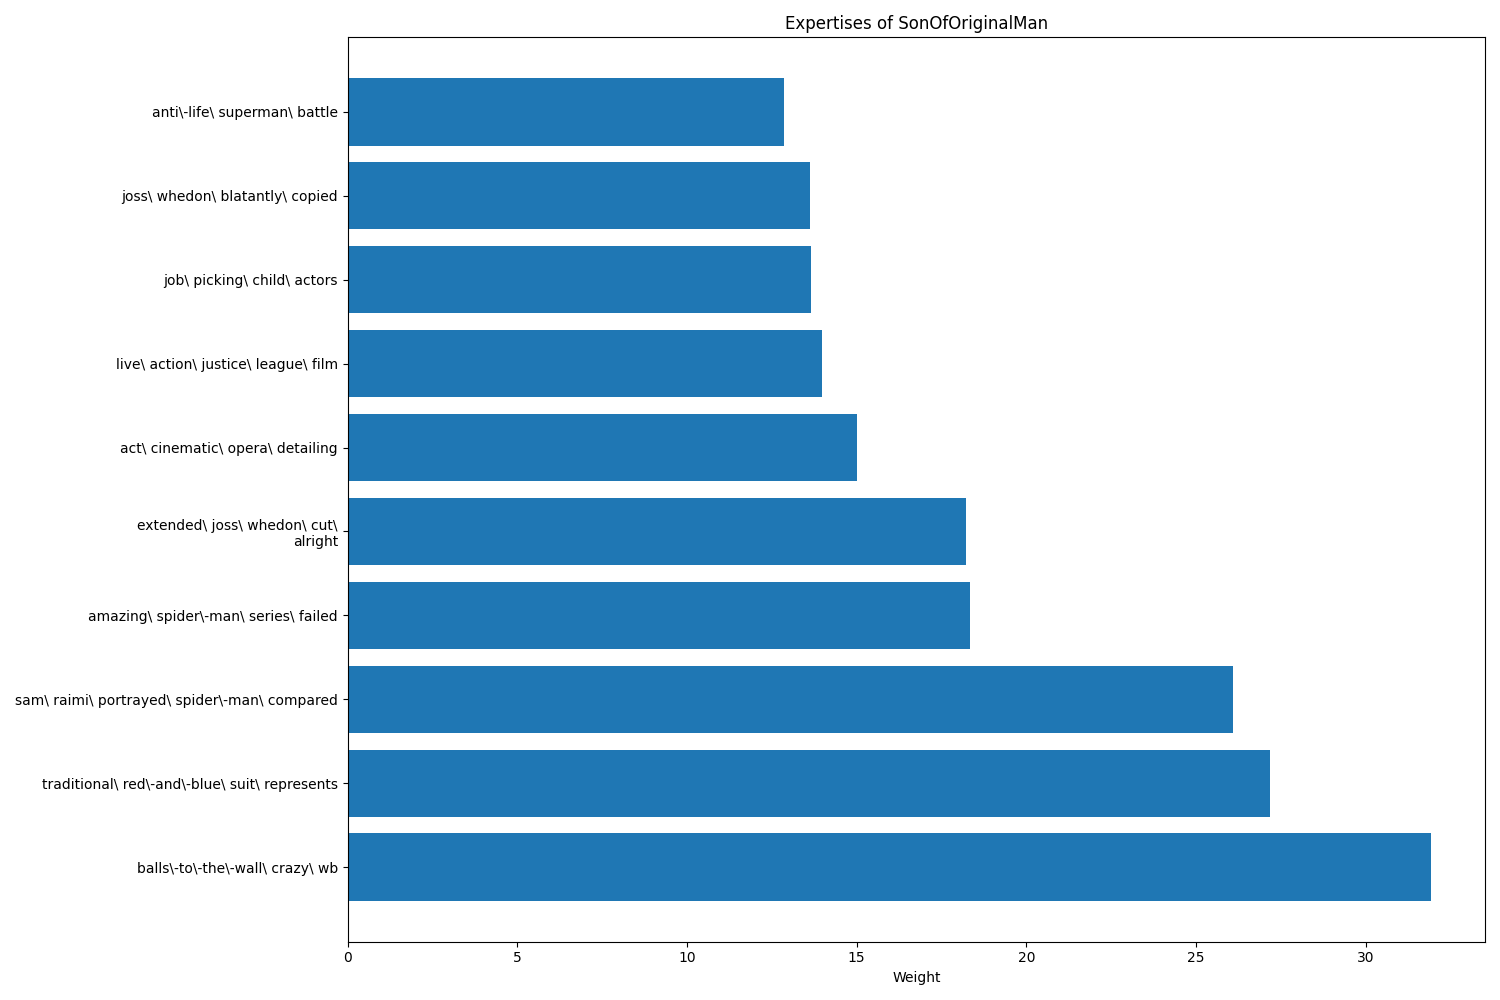 Expertises of SonOfOriginalMan
anti\-life\ superman\ battle
joss\ whedon\ blatantly\ copied
job\ picking\ child\ actors
live\ action\ justice\ league\ film
act\ cinematic\ opera\ detailing
extended\ joss\ whedon\ cut\
alright
amazing\ spider\-man\ series\ failed
sam\ raimi\ portrayed\ spider\-man\ compared
traditional\ red\-and\-blue\ suit\ represents
balls\-to\-the\-wall\ crazy\ wb
0 5 10 15 20 25 30
Weight